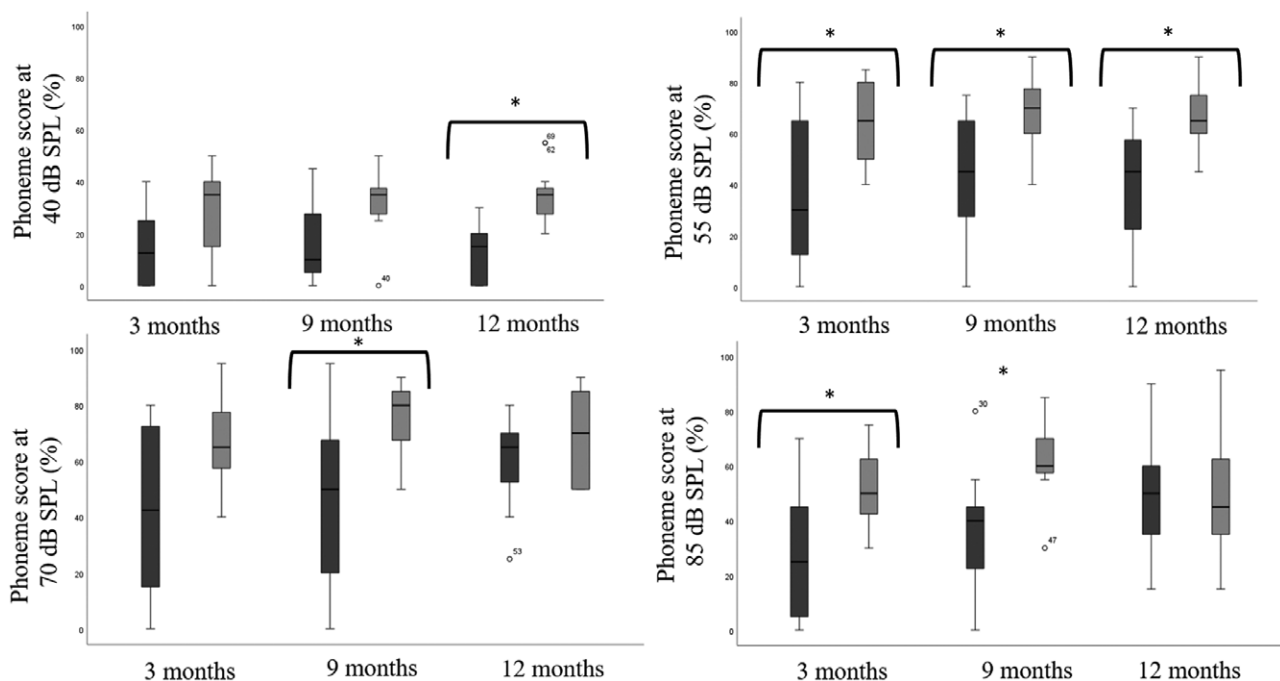 Phoneme score at
40 dB SPL (%)
100
80
60
40
20
0
*
69
62
40
3 months
9 months
12 months
Phoneme score at
55 dB SPL (%)
100
80
60
40
20
0
*
*
*
3 months
9 months
12 months
Phoneme score at
70 dB SPL (%)
100
80
60
40
20
0
*
53
3 months
9 months
12 months
Phoneme score at
85 dB SPL (%)
100
80
60
40
20
0
*
*
30
47
3 months
9 months
12 months